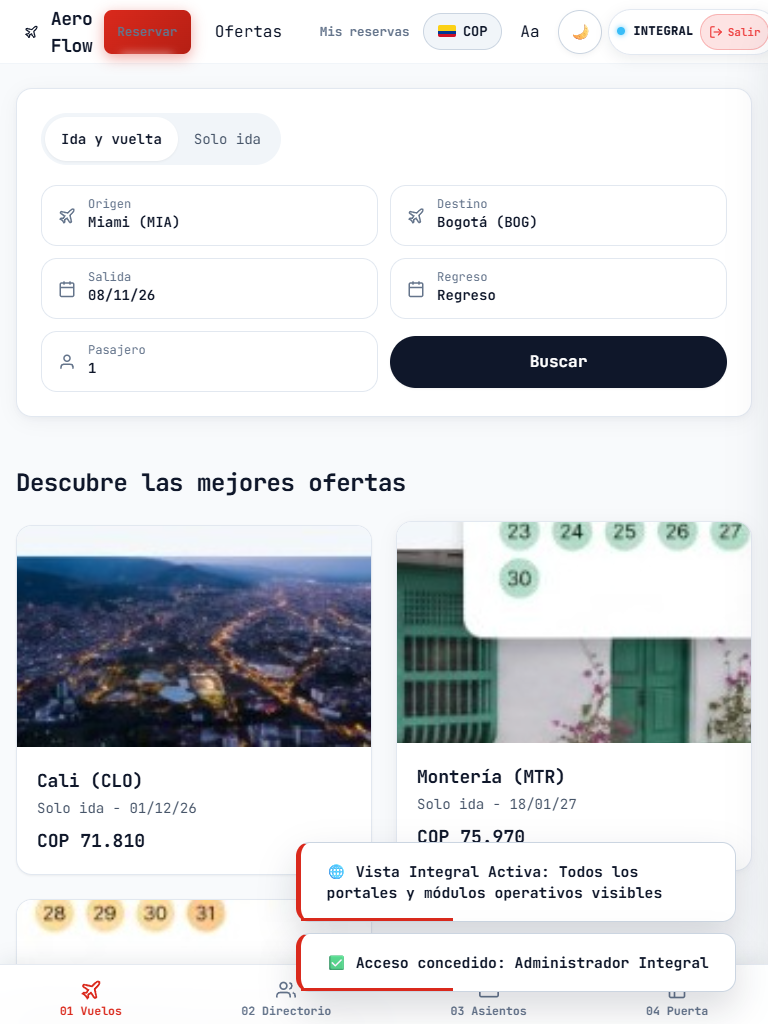 Aero
Flow
Reservar
Ofertas
Mis reservas
COP
Aa
INTEGRAL
Salir
Ida y vuelta
Solo ida
Origen
Miami (MIA)
Destino
Bogotá (BOG)
Salida
08/11/26
Regreso
Regreso
Pasajero
1
Buscar
Descubre las mejores ofertas
23 24 25 26 27
30
Cali (CLO)
Solo ida - 01/12/26
COP 71.810
Montería (MTR)
Solo ida - 18/01/27
COP 75.970
28 29 30 31
Vista Integral Activa: Todos los
portales y módulos operativos visibles
Acceso concedido: Administrador Integral
01 Vuelos
02 Directorio
03 Asientos
04 Puerta